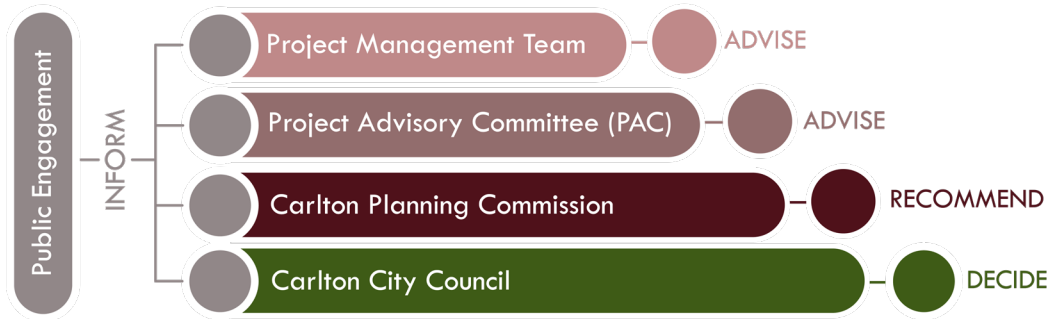 Public Engagement
INFORM
Project Management Team
ADVISE
Project Advisory Committee (PAC)
ADVISE
Carlton Planning Commission
RECOMMEND
Carlton City Council
DECIDE